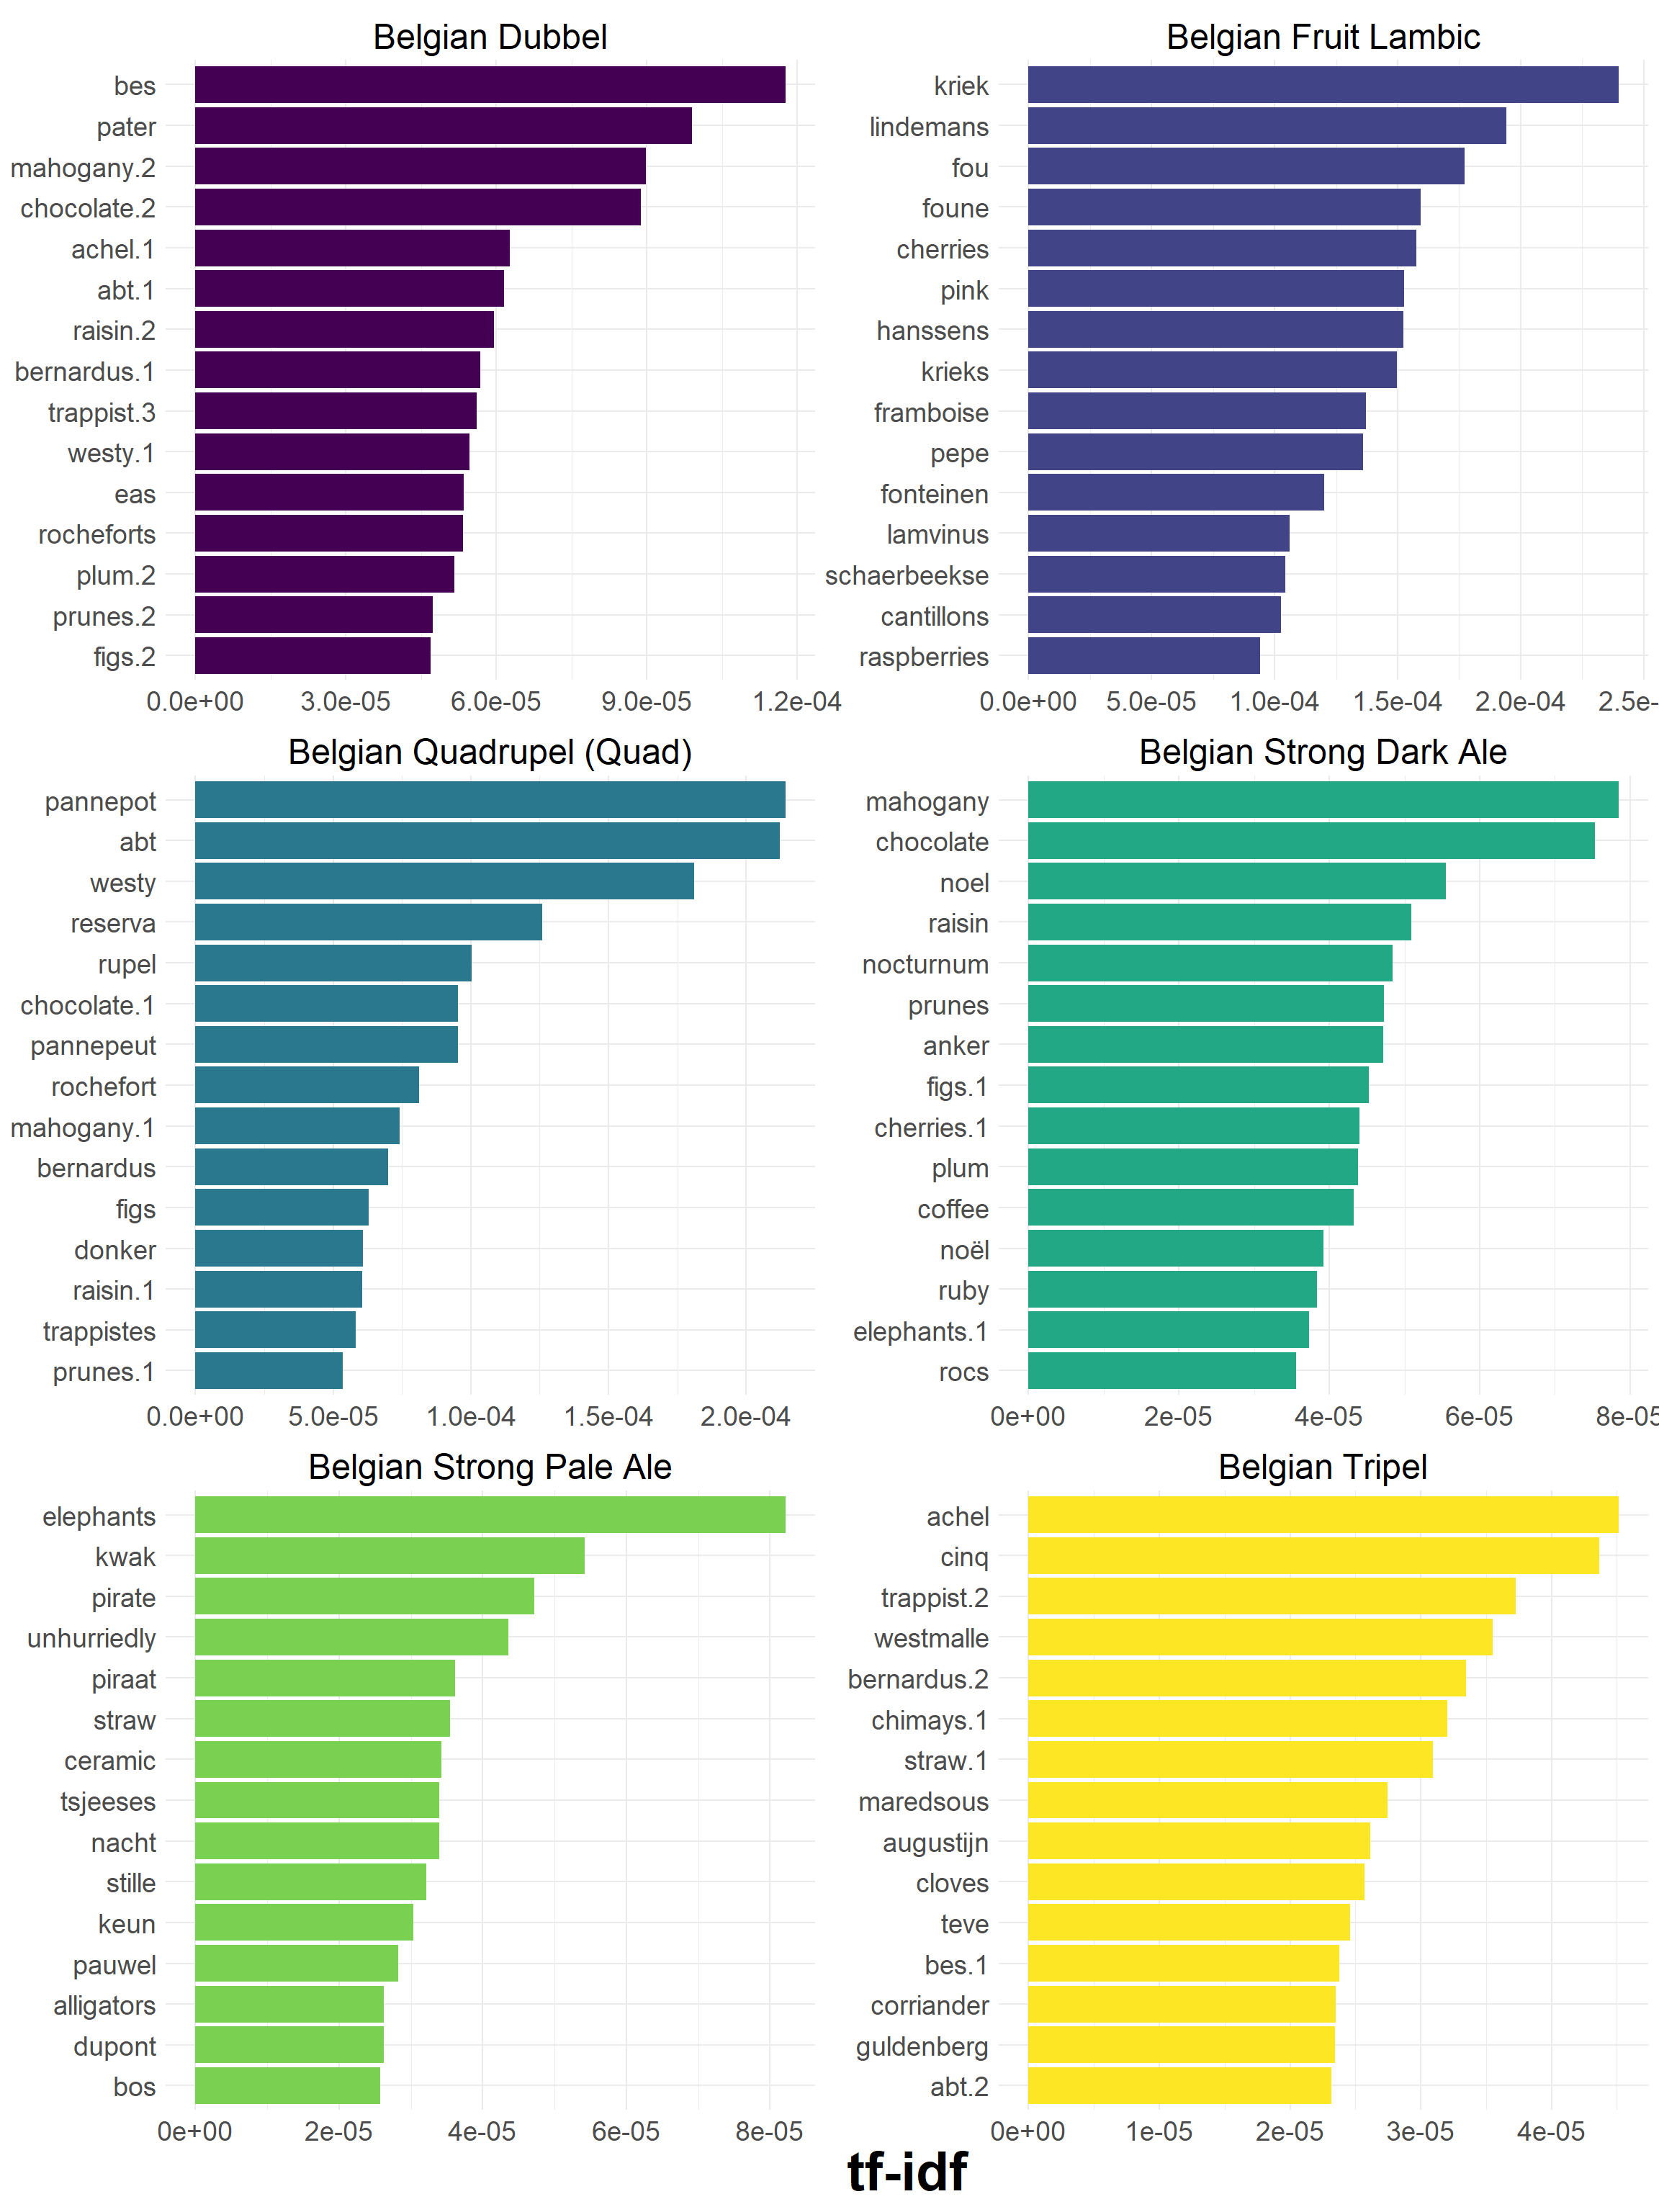 Belgian Dubbel
bes
pater
mahogany.2
chocolate.2
achel.1
abt.1
raisin.2
bernardus.1
trappist.3
westy.1
eas
rocheforts
plum.2
prunes.2
figs.2
0.0e+00 3.0e-05 6.0e-05 9.0e-05 1.2e-04
Belgian Fruit Lambic
kriek
lindemans
fou
foune
cherries
pink
hanssens
krieks
framboise
pepe
fonteinen
lamvinus
schaerbeekse
cantillons
raspberries
0.0e+00 5.0e-05 1.0e-04 1.5e-04 2.0e-04 2.5e-
Belgian Quadrupel (Quad)
pannepot
abt
westy
reserva
rupel
chocolate.1
pannepeut
rochefort
mahogany.1
bernardus
figs
donker
raisin.1
trappistes
prunes.1
0.0e+00 5.0e-05 1.0e-04 1.5e-04 2.0e-04
Belgian Strong Dark Ale
mahogany
chocolate
noel
raisin
nocturnum
prunes
anker
figs.1
cherries.1
plum
coffee
noël
ruby
elephants.1
rocs
0e+00 2e-05 4e-05 6e-05 8e-05
Belgian Strong Pale Ale
elephants
kwak
pirate
unhurriedly
piraat
straw
ceramic
tsjeeses
nacht
stille
keun
pauwel
alligators
dupont
bos
0e+00 2e-05 4e-05 6e-05 8e-05
Belgian Tripel
achel
cinq
trappist.2
westmalle
bernardus.2
chimays.1
straw.1
maredsous
augustijn
cloves
teve
bes.1
corriander
guldenberg
abt.2
0e+00 1e-05 2e-05 3e-05 4e-05
tf-idf